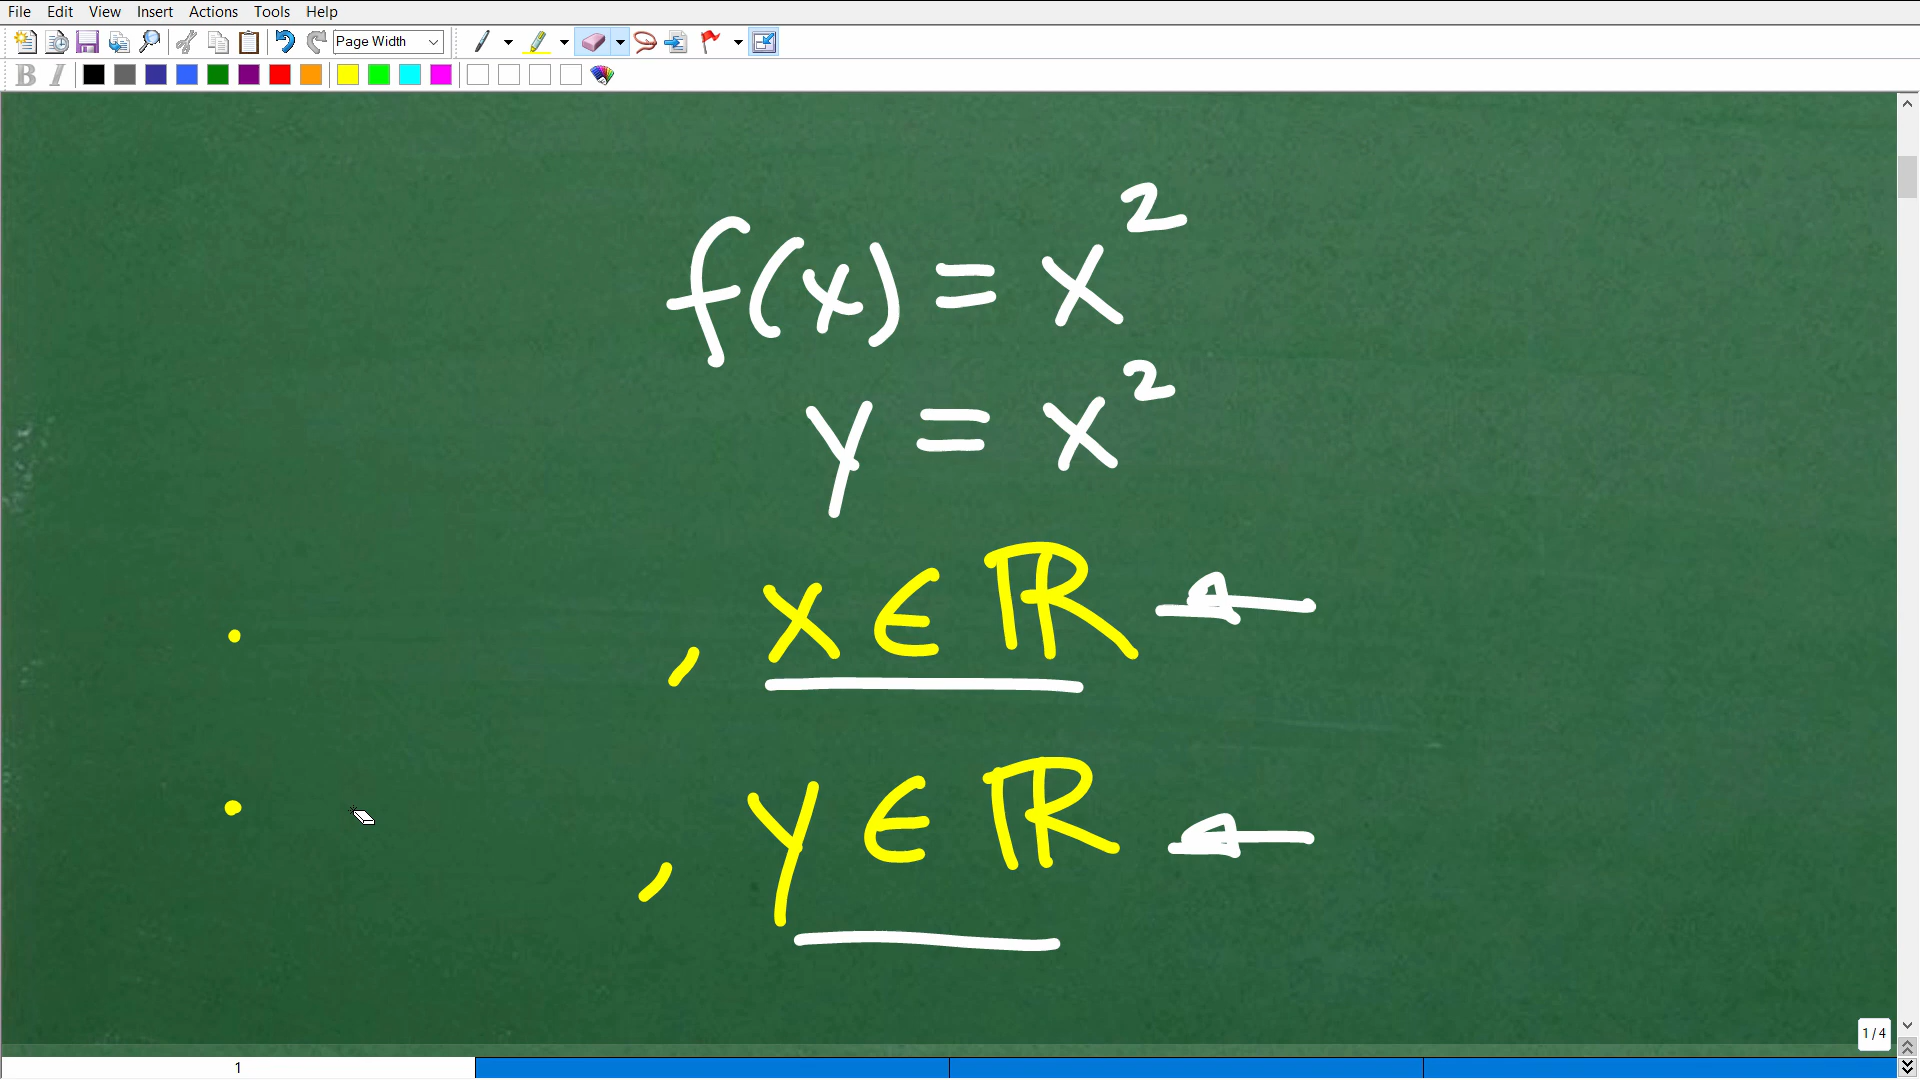 File Edit View Insert Actions Tools Help
Page Width
B I
f(x) = x²
y = x²
, x ∈ ℝ
, y ∈ ℝ
1 / 4
1